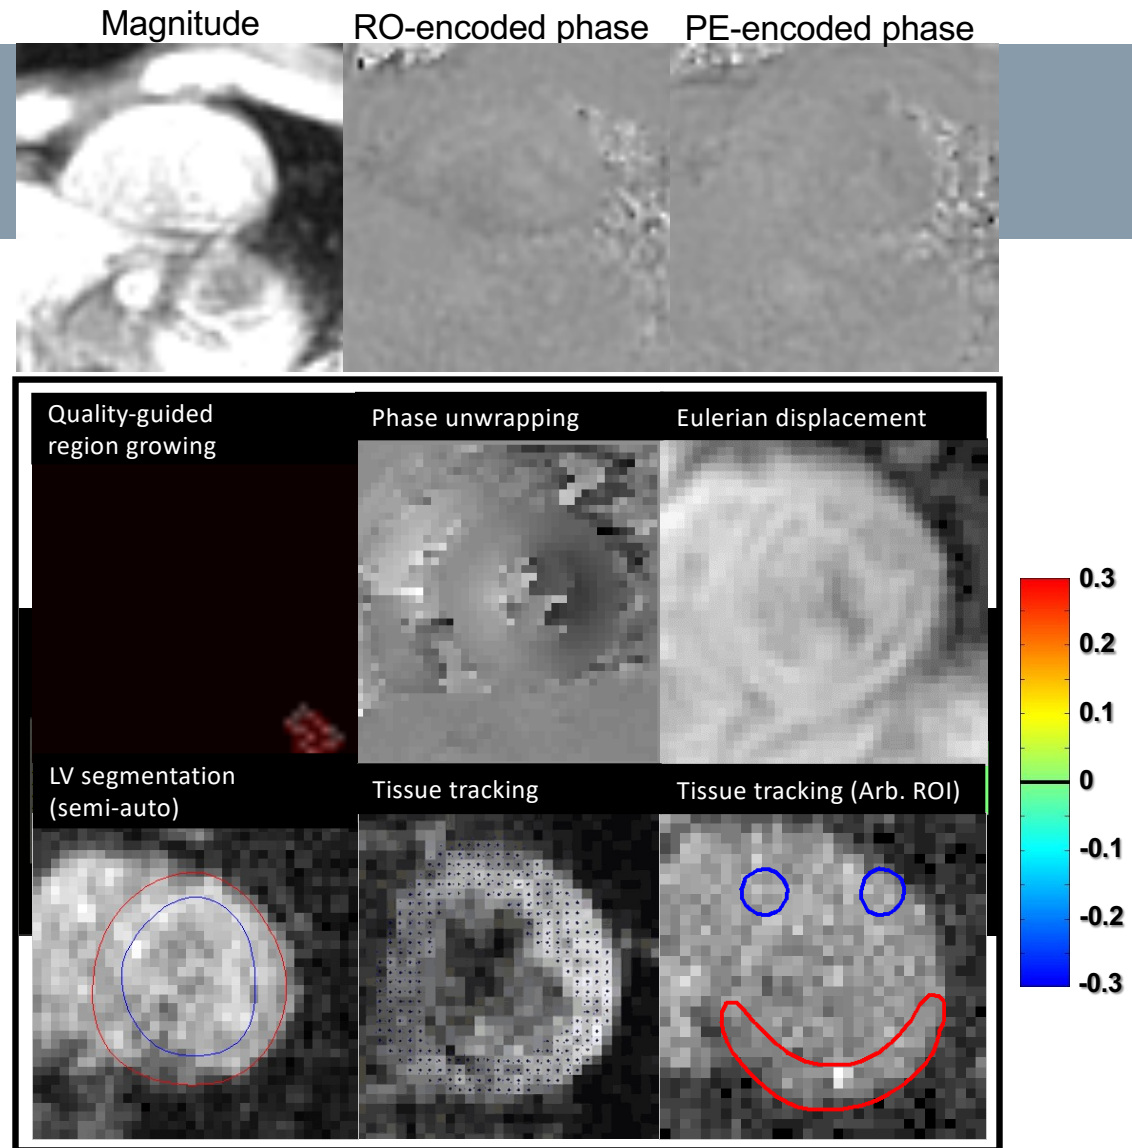 Magnitude
RO-encoded phase
PE-encoded phase
Quality-guided
region growing
Phase unwrapping
Eulerian displacement
LV segmentation
(semi-auto)
Tissue tracking
Tissue tracking (Arb. ROI)
0.3
0.2
0.1
0
-0.1
-0.2
-0.3